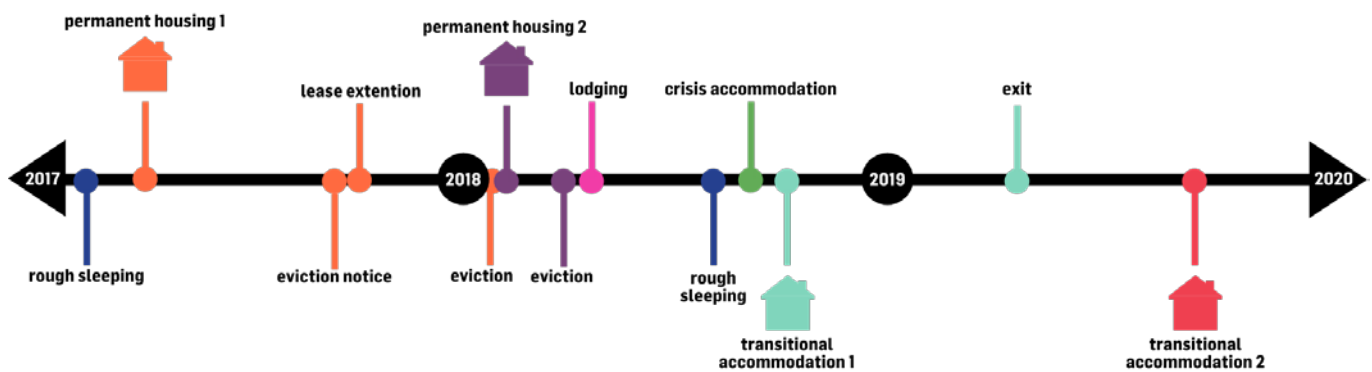 permanent housing 1
permanent housing 2
lease extention
lodging
crisis accommodation
exit
2017
2018
2019
2020
rough sleeping
eviction notice
eviction
eviction
rough
sleeping
transitional
accommodation 1
transitional
accommodation 2